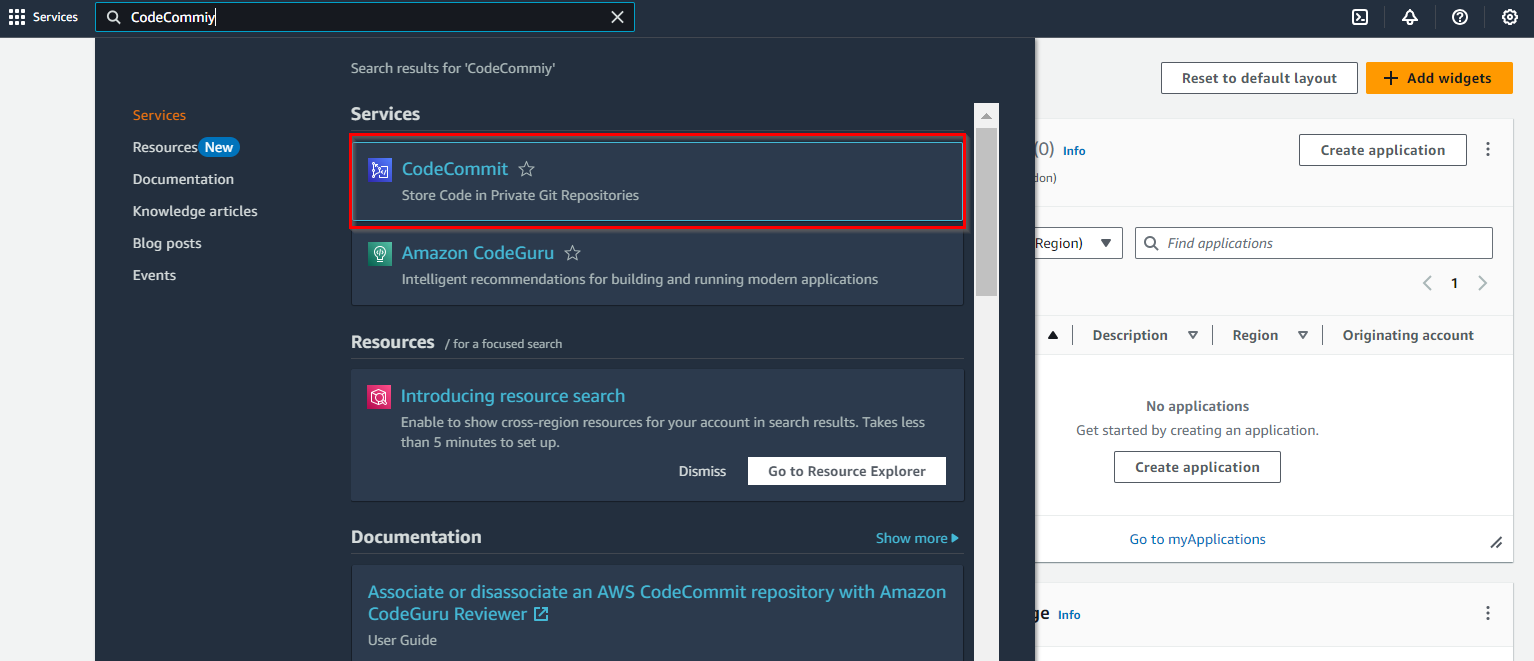 Services
CodeCommiy
Search results for 'CodeCommiy'
Services
Resources New
Documentation
Knowledge articles
Blog posts
Events
Services
CodeCommit
Store Code in Private Git Repositories
Amazon CodeGuru
Intelligent recommendations for building and running modern applications
Resources / for a focused search
Introducing resource search
Enable to show cross-region resources for your account in search results. Takes less
than 5 minutes to set up.
Dismiss Go to Resource Explorer
Documentation Show more
Associate or disassociate an AWS CodeCommit repository with Amazon
CodeGuru Reviewer
User Guide
Reset to default layout Add widgets
(0) Info Create application
Region) Find applications
1
Description Region Originating account
No applications
Get started by creating an application.
Create application
Go to myApplications
Info